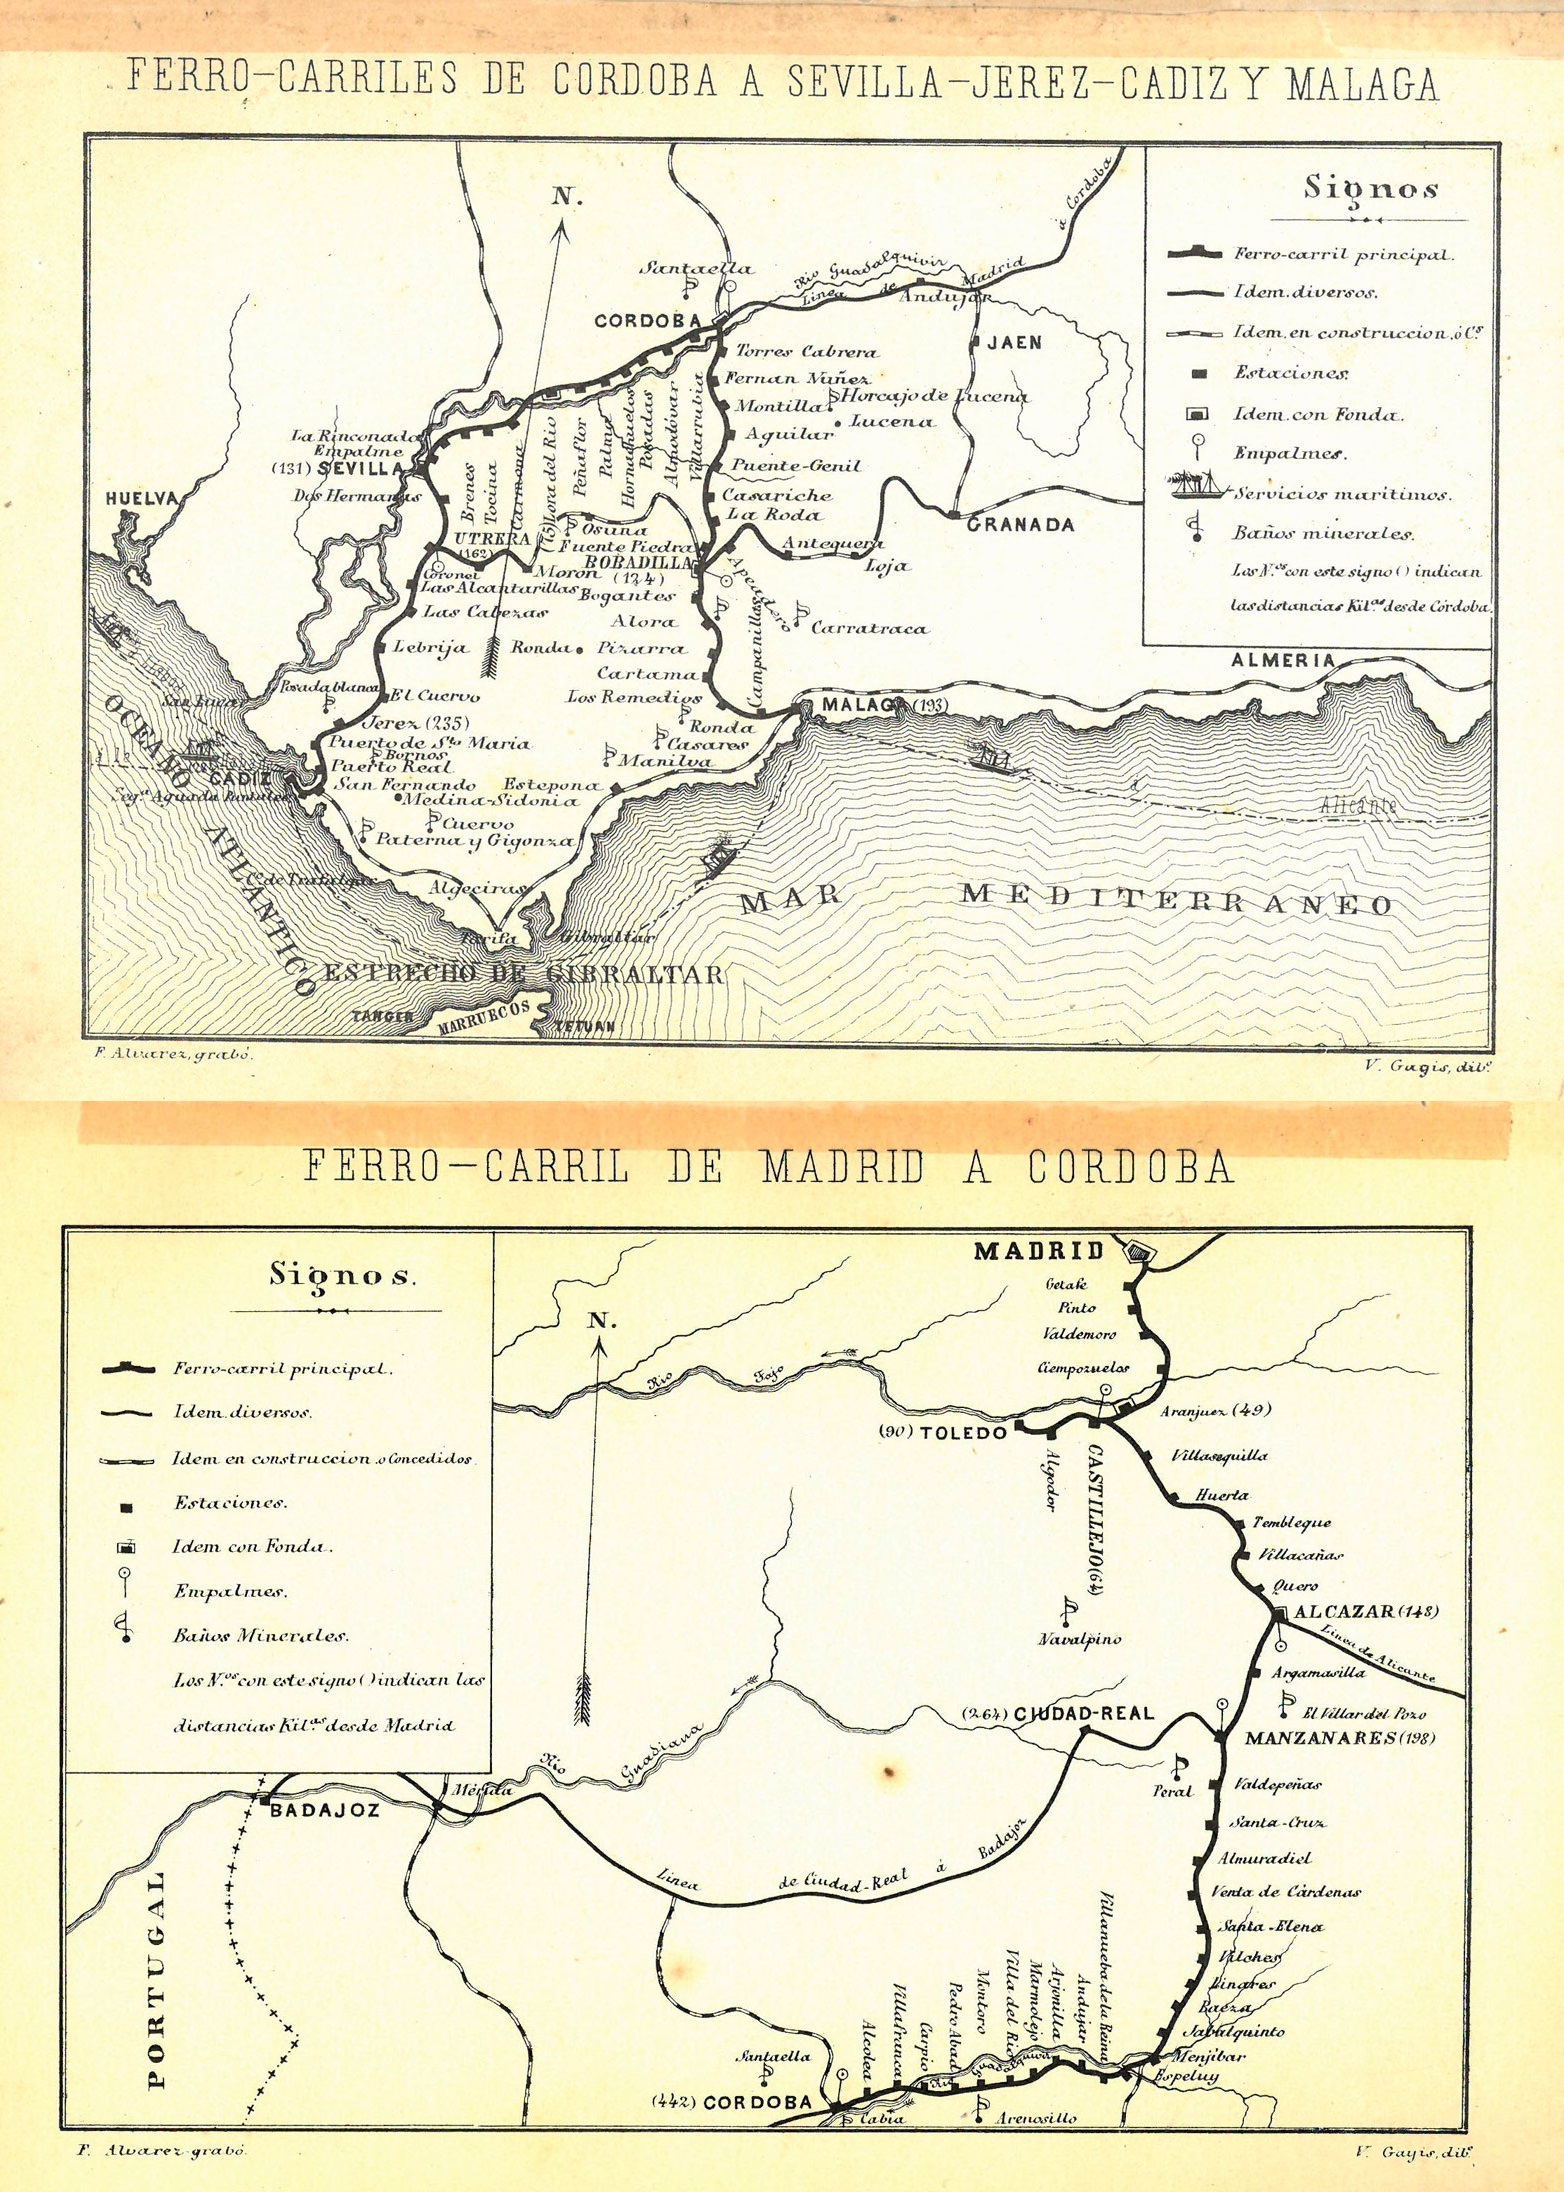 FERRO-CARRILES DE CORDOBA A SEVILLA-JEREZ-CADIZ Y MALAGA
Signos
Ferro-carril principal.
Idem. diversos.
Idem. en construccion. ó C.s
Estaciones.
Idem. con Fonda.
Empalmes.
Servicios maritimos.
Baños minerales.
Los N.os con este signo ( ) indican
las distancias Kil.as desde Córdoba.
N.
á Cordoba
Santaella
Rio Guadalquivir
Linea de Madrid
Andujar
CORDOBA
JAEN
Torres Cabrera
Fernan Nuñez
Horcajo de Lucena
Montilla
Lucena
Aguilar
Puente-Genil
Casariche
La Roda
GRANADA
Antequera
Loja
La Rinconada
Empalme
(131) SEVILLA
Dos Hermanas
HUELVA
Brenes
Tocina
Carmona
Lora del Rio
Peñaflor
Palma
Hornachuelos
Posadas
Almodóvar
Villarrubia
UTRERA
(162)
Osuna
Fuente Piedra
BOBADILLA
(124)
Coronel
Moron
Las Alcantarillas
Bogantes
Apeadero
Las Cabezas
Alora
Campanillas
Carratraca
Lebrija
Ronda
Pizarra
Cartama
Posada blanca
El Cuervo
Los Remedios
MALAGA (193)
ALMERIA
Jerez (235)
Ronda
Puerto de S.ta Maria
Casares
Bornos
Puerto Real
Manilva
CADIZ
San Fernando
Estepona
Seg.a Aguada Puntales
Medina-Sidonia
Cuervo
Paterna y Gigonza
C. de Trafalgar
Algeciras
Tarifa
Gibraltar
OCEANO ATLANTICO
á
Alicante
MAR MEDITERRANEO
ESTRECHO DE GIBRALTAR
TANGER
MARRUECOS
TETUAN
F. Alvarez, grabó.
V. Gagis, dib.o
FERRO-CARRIL DE MADRID A CORDOBA
Signos.
Ferro-carril principal.
Idem. diversos.
Idem en construccion o Concedidos.
Estaciones.
Idem con Fonda.
Empalmes.
Baños Minerales.
Los N.os con este signo ( ) indican las
distancias Kil.as desde Madrid
N.
MADRID
Getafe
Pinto
Valdemoro
Ciempozuelos
Rio Tajo
Aranjuez (49)
(90) TOLEDO
Algodor
CASTILLEJO (64)
Villasequilla
Huerta
Tembleque
Villacañas
Quero
ALCAZAR (148)
Linea de Alicante
Navalpino
Argamasilla
El Villar del Pozo
(264) CIUDAD-REAL
MANZANARES (198)
Rio Guadiana
Peral
Valdepeñas
Mérida
BADAJOZ
Santa-Cruz
Almuradiel
Linea de Ciudad-Real á Badajoz
Venta de Cárdenas
Santa-Elena
Vilches
Linares
Baeza
Jabalquinto
Menjibar
Espeluy
PORTUGAL
Alcolea
Villafranca
Carpio
Pedro Abad
Montoro
Villa del Rio
Marmolejo
Arjonilla
Andujar
Villanueba de la Reina
Rio Guadalquivir
Santaella
(442) CORDOBA
Cabia
Arenosillo
F. Alvarez grabó.
V. Gayis, dib.o